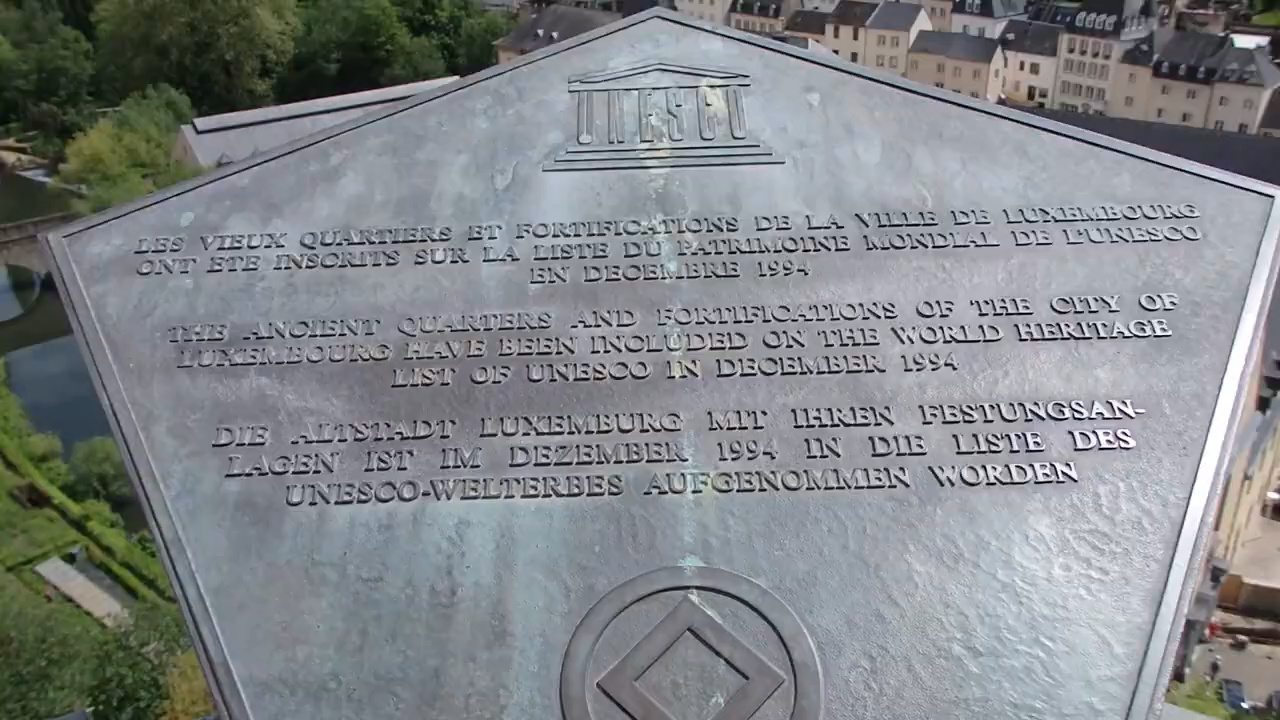 UNESCO
LES VIEUX QUARTIERS ET FORTIFICATIONS DE LA VILLE DE LUXEMBOURG
ONT ETE INSCRITS SUR LA LISTE DU PATRIMOINE MONDIAL DE L'UNESCO
EN DECEMBRE 1994
THE ANCIENT QUARTERS AND FORTIFICATIONS OF THE CITY OF
LUXEMBOURG HAVE BEEN INCLUDED ON THE WORLD HERITAGE
LIST OF UNESCO IN DECEMBER 1994
DIE ALTSTADT LUXEMBURG MIT IHREN FESTUNGSAN-
LAGEN IST IM DEZEMBER 1994 IN DIE LISTE DES
UNESCO-WELTERBES AUFGENOMMEN WORDEN